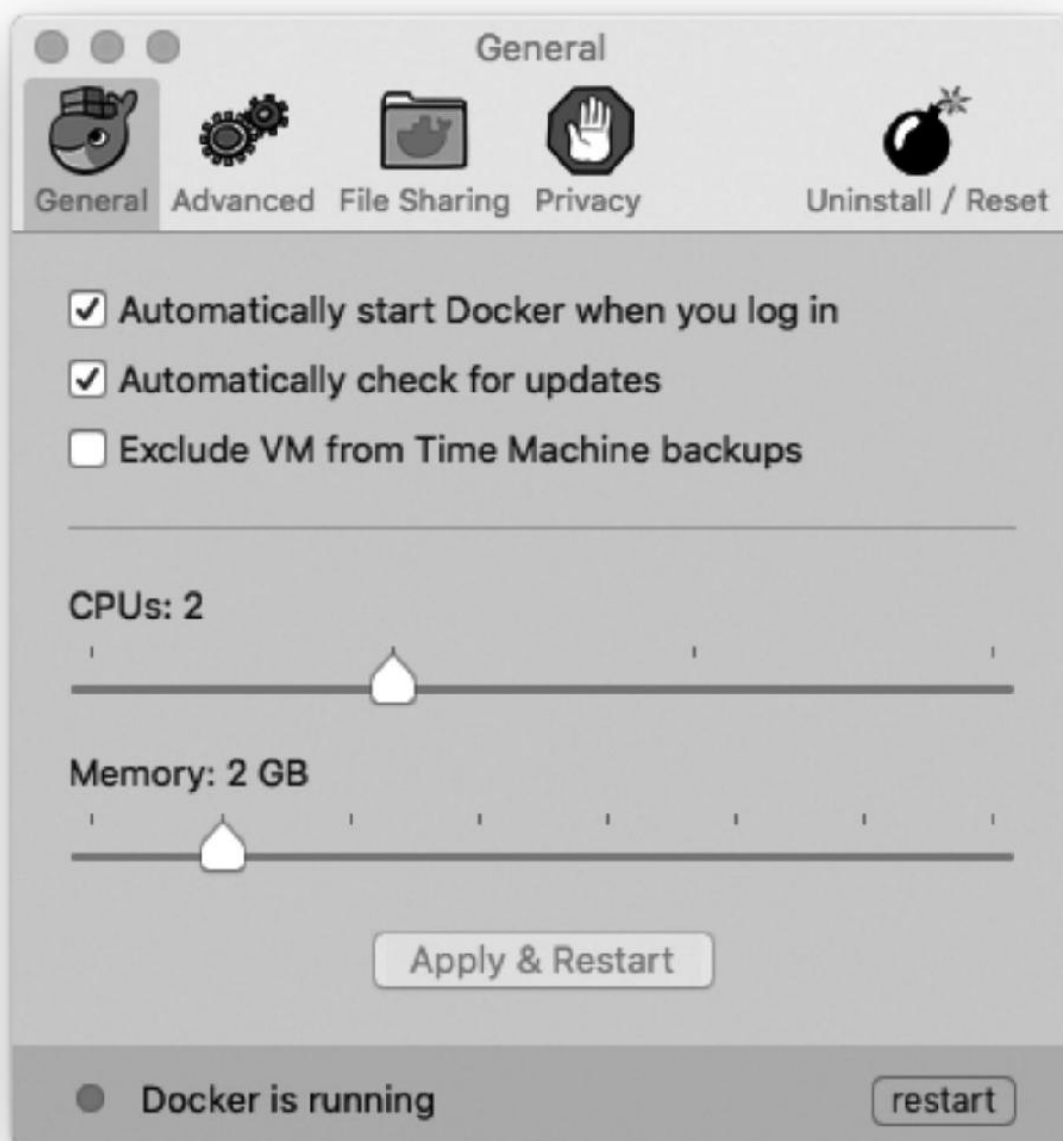 General
General Advanced File Sharing Privacy Uninstall / Reset
Automatically start Docker when you log in
Automatically check for updates
Exclude VM from Time Machine backups
CPUs: 2
Memory: 2 GB
Apply & Restart
Docker is running restart